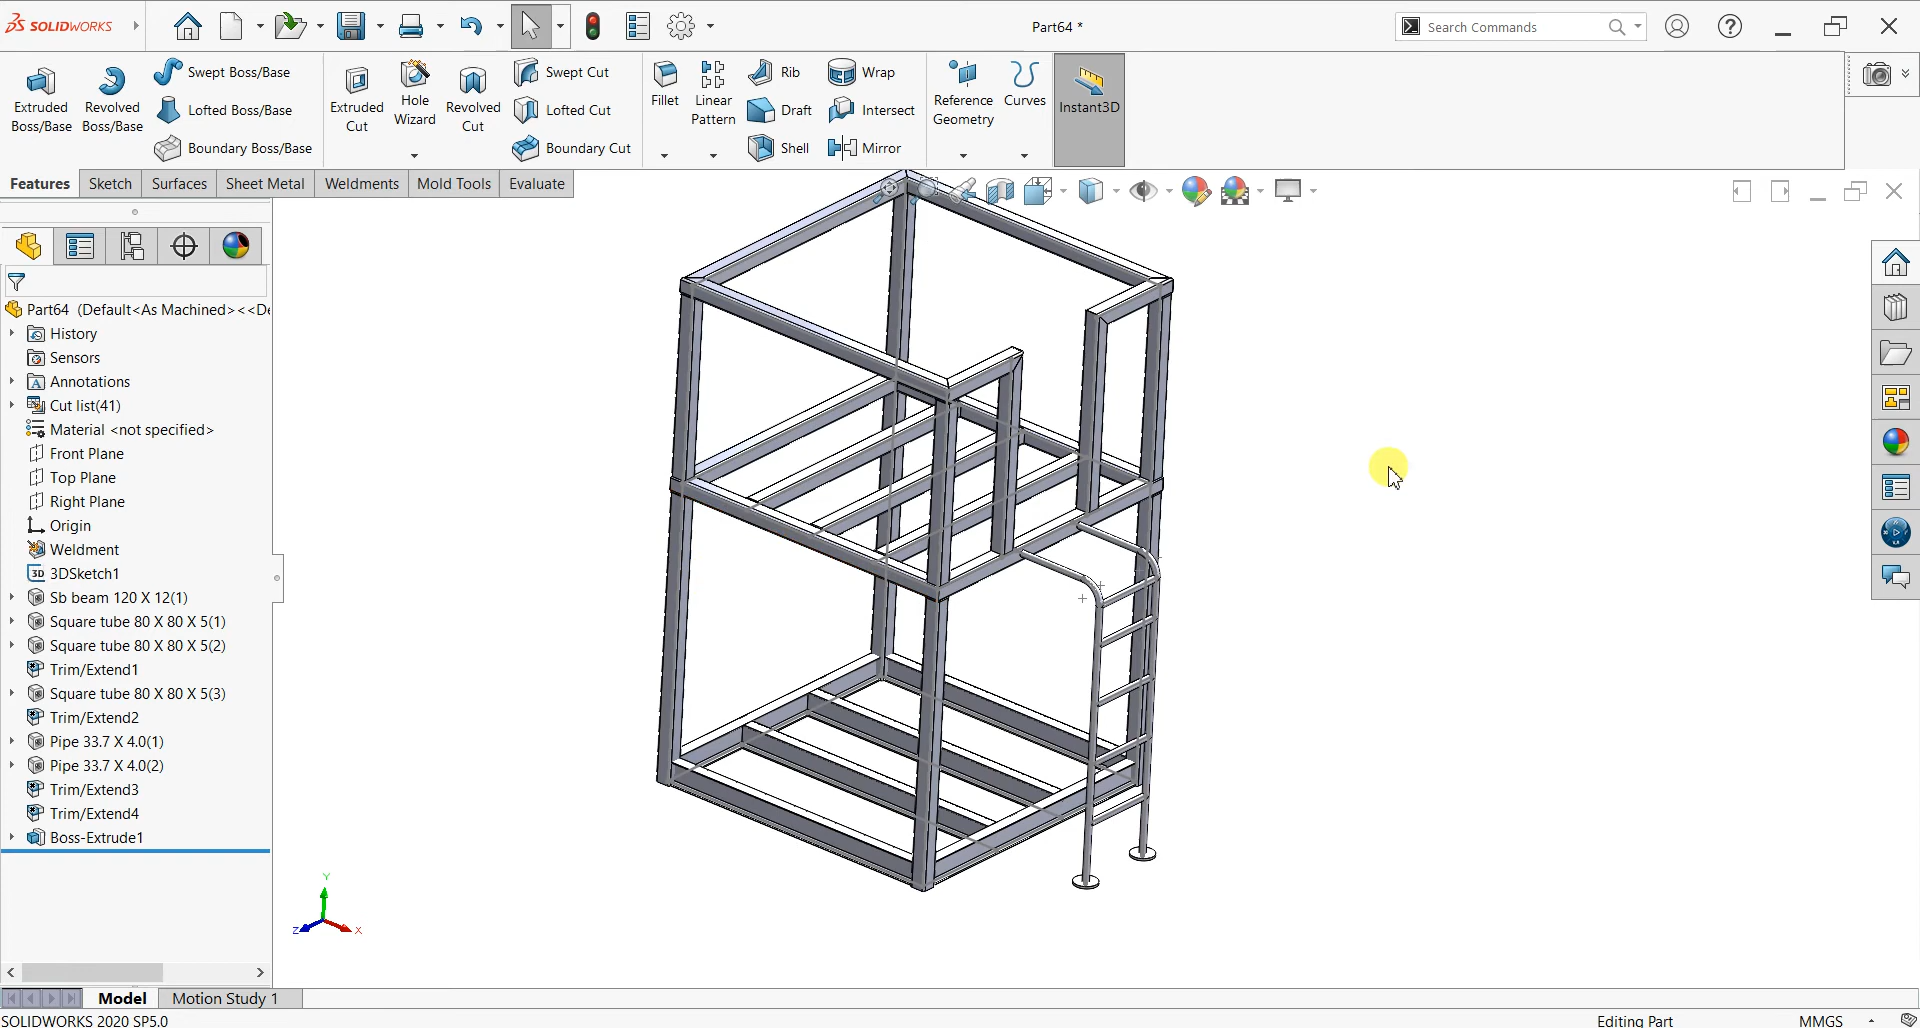 SOLIDWORKS
Part64 *
Search Commands
Extruded Boss/Base
Revolved Boss/Base
Swept Boss/Base
Lofted Boss/Base
Boundary Boss/Base
Extruded Cut
Hole Wizard
Revolved Cut
Swept Cut
Lofted Cut
Boundary Cut
Fillet
Linear Pattern
Rib
Draft
Shell
Wrap
Intersect
Mirror
Reference Geometry
Curves
Instant3D
Features
Sketch
Surfaces
Sheet Metal
Weldments
Mold Tools
Evaluate
Part64 (Default<As Machined><<De
History
Sensors
Annotations
Cut list(41)
Material <not specified>
Front Plane
Top Plane
Right Plane
Origin
Weldment
3D 3DSketch1
Sb beam 120 X 12(1)
Square tube 80 X 80 X 5(1)
Square tube 80 X 80 X 5(2)
Trim/Extend1
Square tube 80 X 80 X 5(3)
Trim/Extend2
Pipe 33.7 X 4.0(1)
Pipe 33.7 X 4.0(2)
Trim/Extend3
Trim/Extend4
Boss-Extrude1
Y
Z
X
Model
Motion Study 1
SOLIDWORKS 2020 SP5.0
Editing Part
MMGS